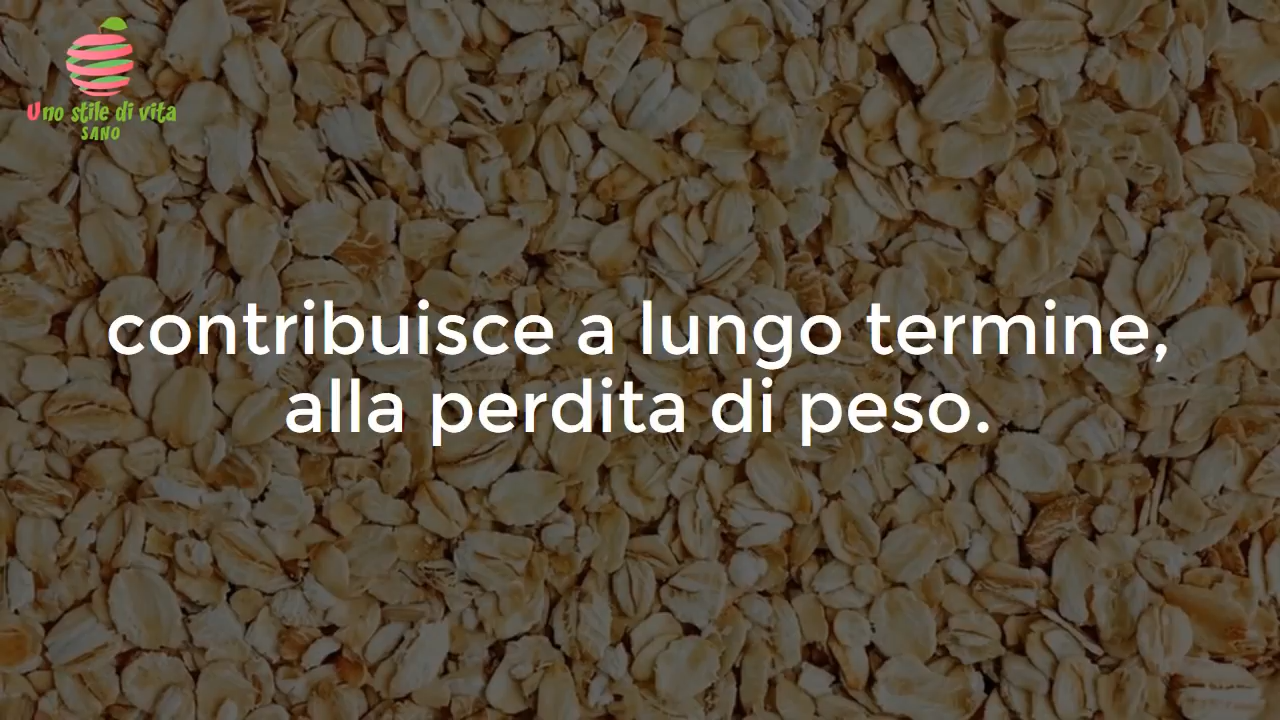 Uno stile di vita
SANO
contribuisce a lungo termine,
alla perdita di peso.